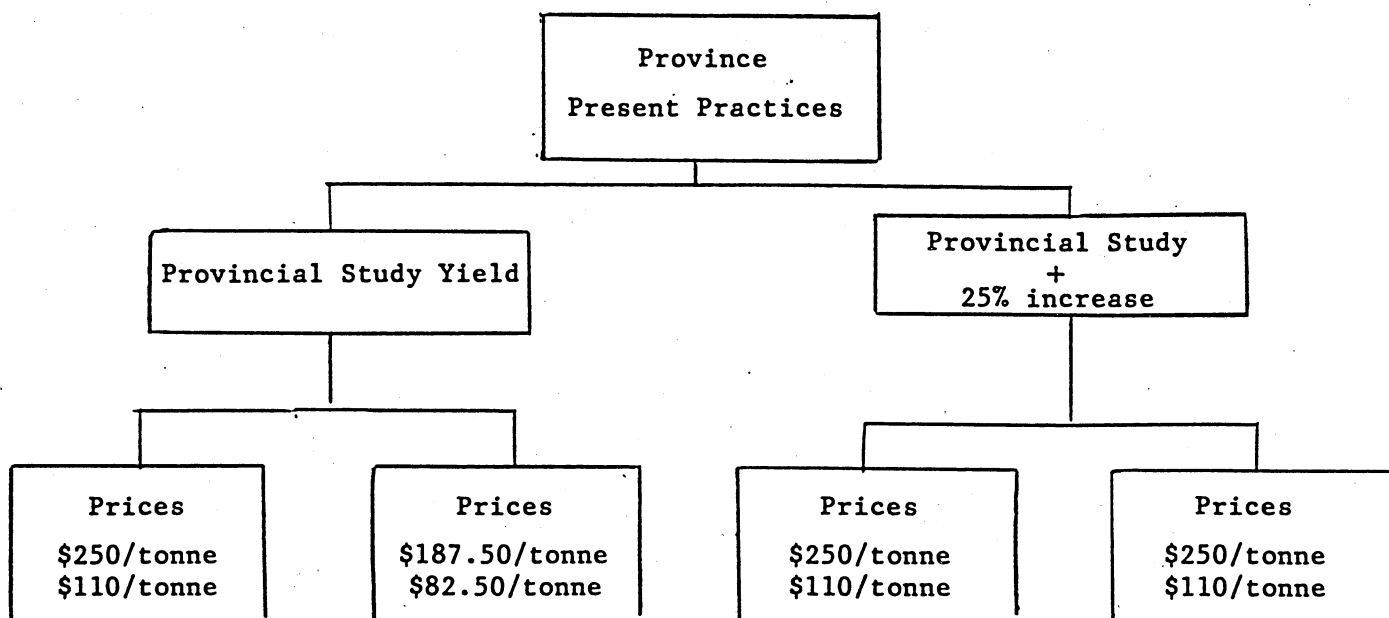 Province
Present Practices
Provincial Study Yield
Provincial Study
+
25% increase
Prices
$250/tonne
$110/tonne
Prices
$187.50/tonne
$82.50/tonne
Prices
$250/tonne
$110/tonne
Prices
$250/tonne
$110/tonne